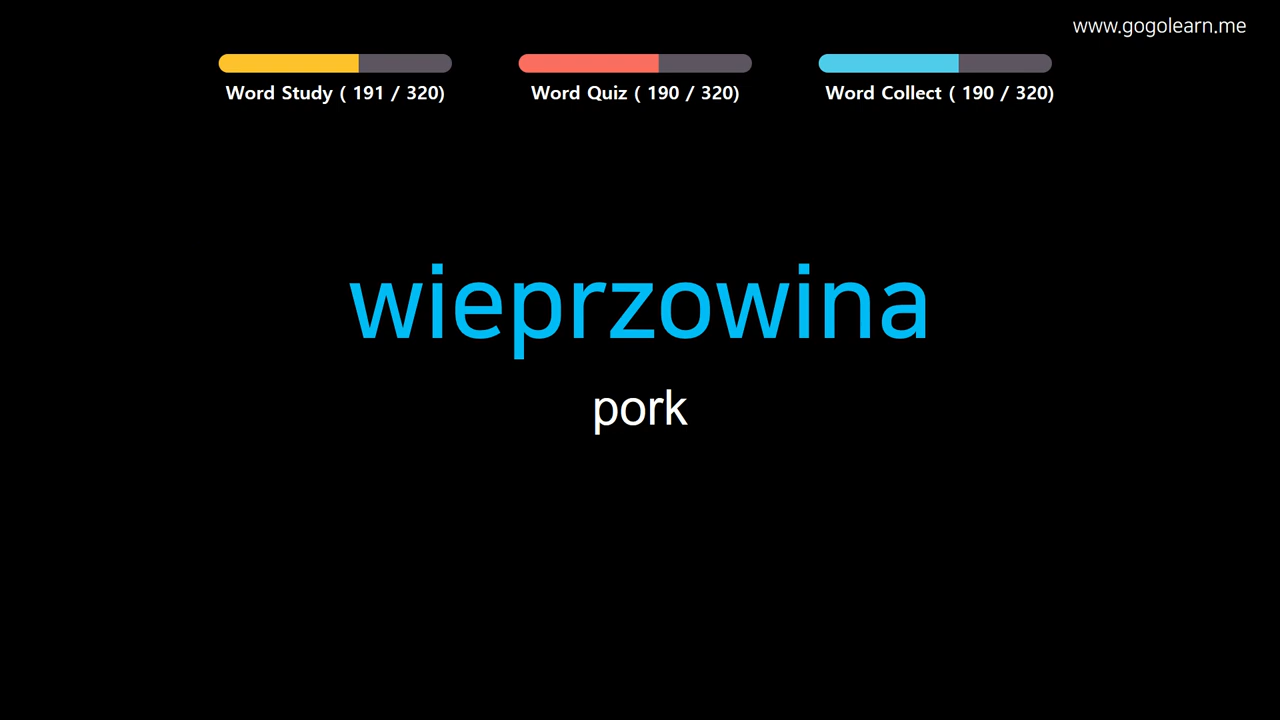 www.gogolearn.me
Word Study ( 191 / 320)
Word Quiz ( 190 / 320)
Word Collect ( 190 / 320)
wieprzowina
pork